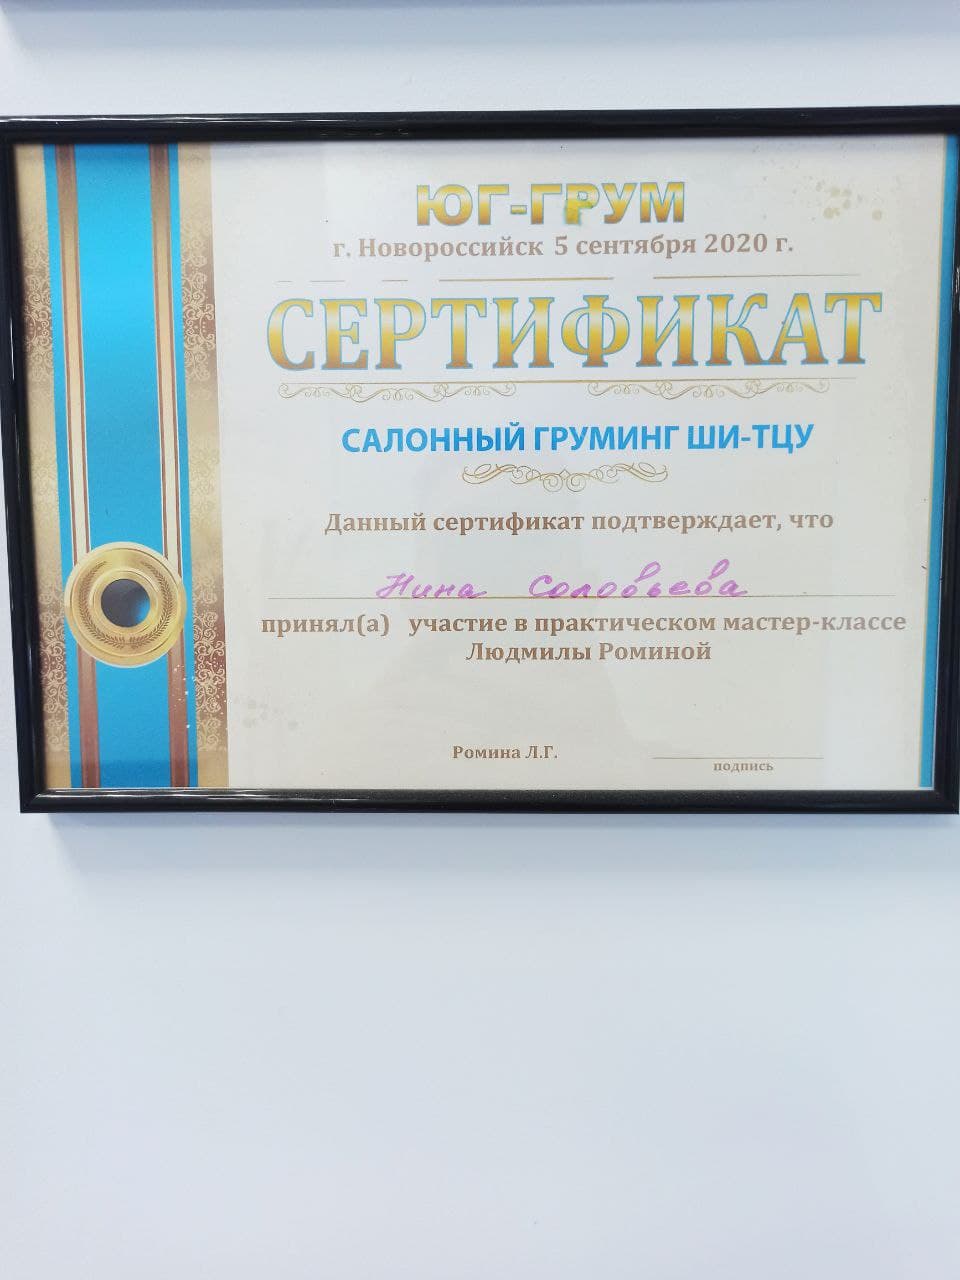 ЮГ-ГРУМ
г. Новороссийск 5 сентября 2020 г.
СЕРТИФИКАТ
САЛОННЫЙ ГРУМИНГ ШИ-ТЦУ
Данный сертификат подтверждает, что
Нина Соловьева
принял(а) участие в практическом мастер-классе
Людмилы Роминой
Ромина Л.Г.
подпись